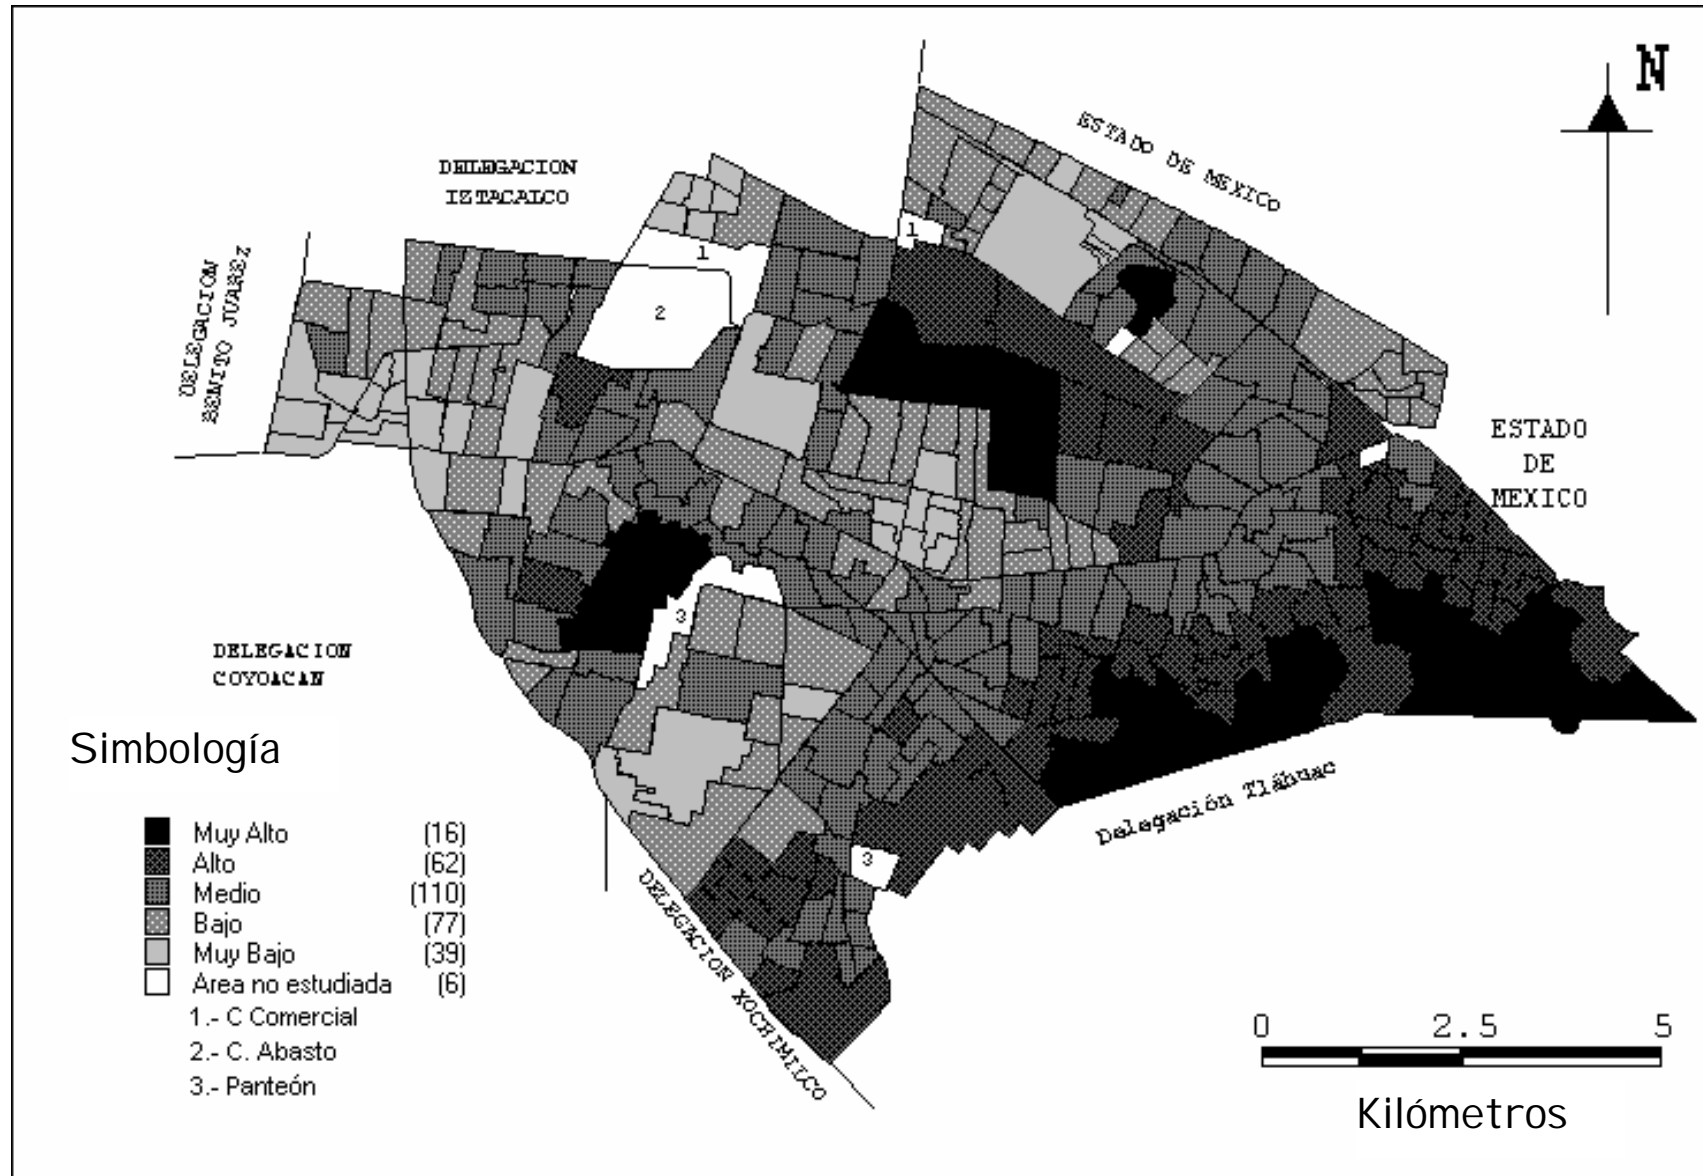 N
ESTADO DE MEXICO
DELEGACION
IZTACALCO
DELEGACION
BENITO JUAREZ
1
1
2
ESTADO
DE
MEXICO
3
DELEGACION
COYOACAN
Simbología
Delegación Tláhuac
3
DELEGACION XOCHIMILCO
Muy Alto (16)
Alto (62)
Medio (110)
Bajo (77)
Muy Bajo (39)
Area no estudiada (6)
1.- C Comercial
2.- C. Abasto
3.- Panteón
0 2.5 5
Kilómetros